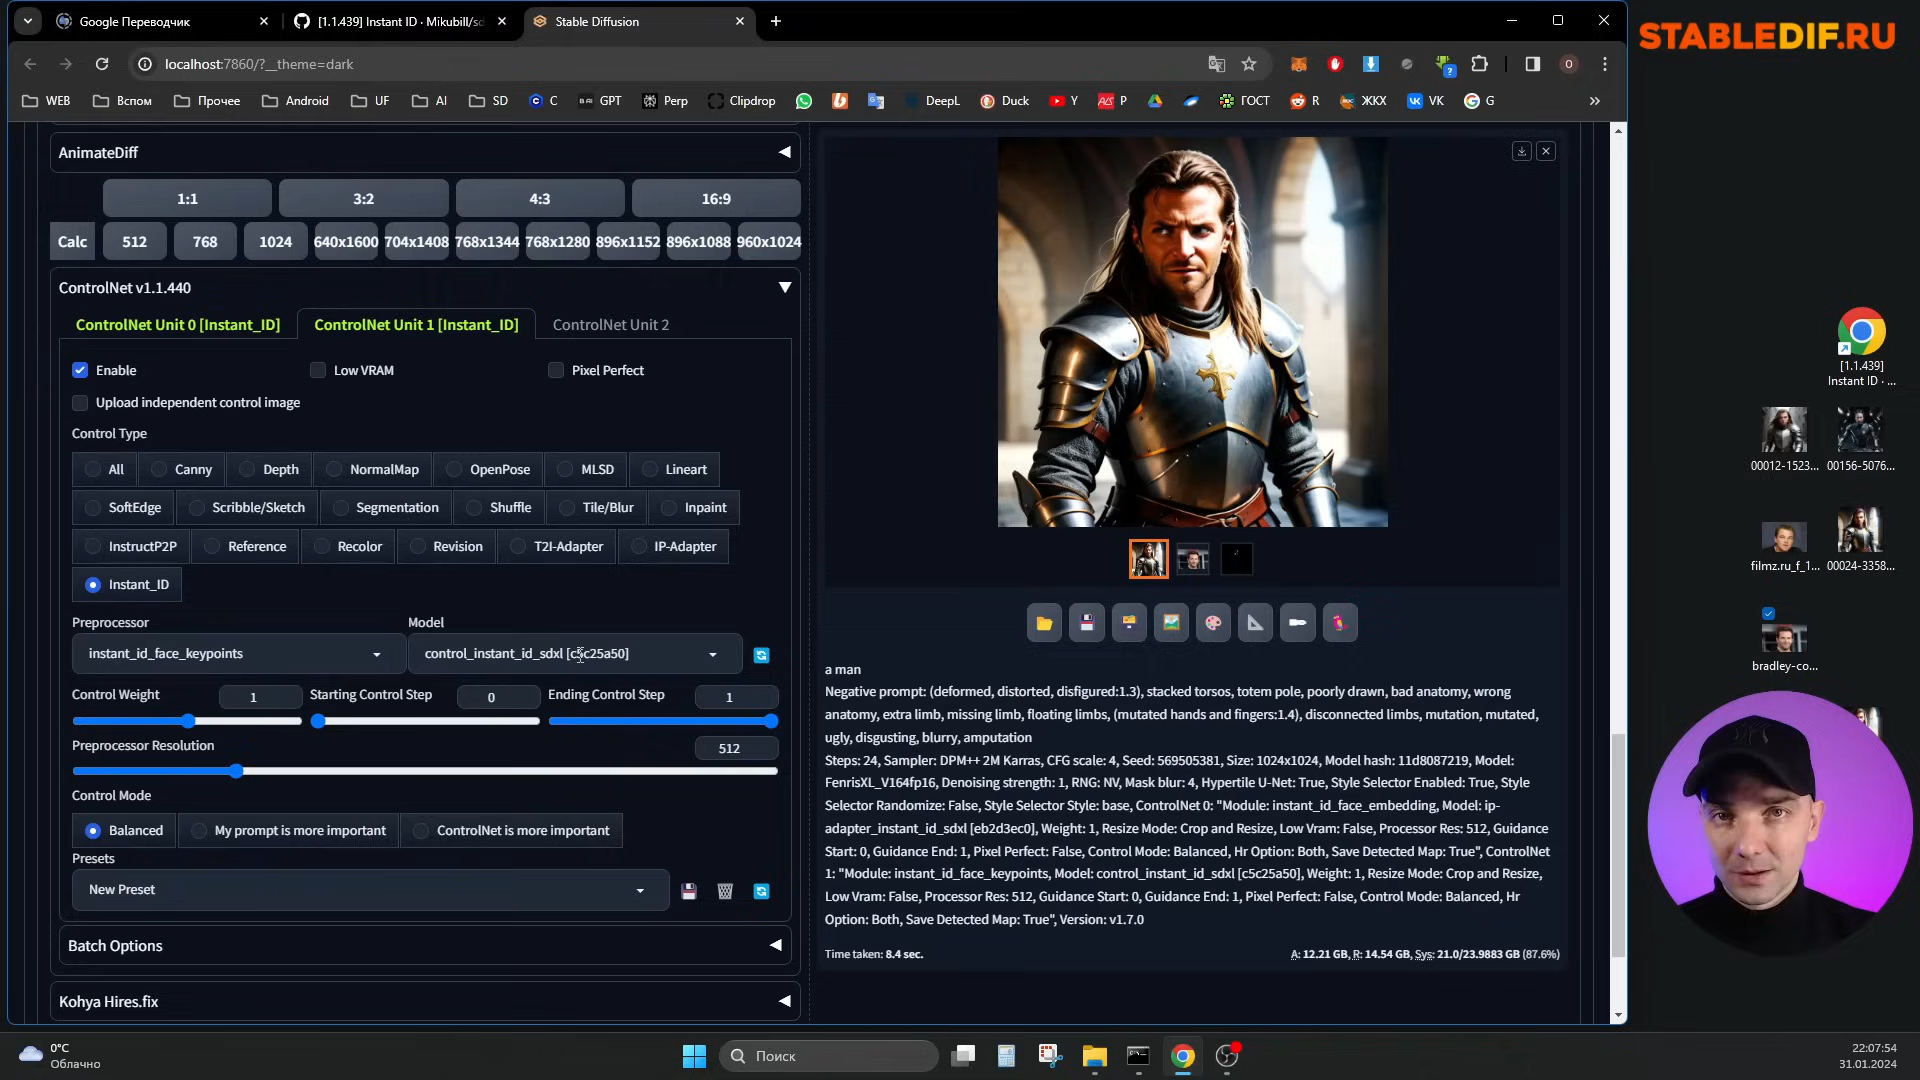 Google Переводчик
[1.1.439] Instant ID · Mikubill/sd
Stable Diffusion
STABLEDIF.RU
localhost:7860/?__theme=dark
WEB
Вспом
Прочее
Android
UF
AI
SD
C
GPT
Perp
Clipdrop
DeepL
Duck
Y
P
ГОСТ
R
ЖКХ
VK
G
AnimateDiff
1:1
3:2
4:3
16:9
Calc
512
768
1024
640x1600
704x1408
768x1344
768x1280
896x1152
896x1088
960x1024
ControlNet v1.1.440
ControlNet Unit 0 [Instant_ID]
ControlNet Unit 1 [Instant_ID]
ControlNet Unit 2
Enable
Low VRAM
Pixel Perfect
Upload independent control image
Control Type
All
Canny
Depth
NormalMap
OpenPose
MLSD
Lineart
SoftEdge
Scribble/Sketch
Segmentation
Shuffle
Tile/Blur
Inpaint
InstructP2P
Reference
Recolor
Revision
T2I-Adapter
IP-Adapter
Instant_ID
Preprocessor
Model
instant_id_face_keypoints
control_instant_id_sdxl [c5c25a50]
Control Weight
1
Starting Control Step
0
Ending Control Step
1
Preprocessor Resolution
512
Control Mode
Balanced
My prompt is more important
ControlNet is more important
Presets
New Preset
Batch Options
Kohya Hires.fix
a man
Negative prompt: (deformed, distorted, disfigured:1.3), stacked torsos, totem pole, poorly drawn, bad anatomy, wrong
anatomy, extra limb, missing limb, floating limbs, (mutated hands and fingers:1.4), disconnected limbs, mutation, mutated,
ugly, disgusting, blurry, amputation
Steps: 24, Sampler: DPM++ 2M Karras, CFG scale: 4, Seed: 569505381, Size: 1024x1024, Model hash: 11d8087219, Model:
FenrisXL_V164fp16, Denoising strength: 1, RNG: NV, Mask blur: 4, Hypertile U-Net: True, Style Selector Enabled: True, Style
Selector Randomize: False, Style Selector Style: base, ControlNet 0: "Module: instant_id_face_embedding, Model: ip-
adapter_instant_id_sdxl [eb2d3ec0], Weight: 1, Resize Mode: Crop and Resize, Low Vram: False, Processor Res: 512, Guidance
Start: 0, Guidance End: 1, Pixel Perfect: False, Control Mode: Balanced, Hr Option: Both, Save Detected Map: True", ControlNet
1: "Module: instant_id_face_keypoints, Model: control_instant_id_sdxl [c5c25a50], Weight: 1, Resize Mode: Crop and Resize,
Low Vram: False, Processor Res: 512, Guidance Start: 0, Guidance End: 1, Pixel Perfect: False, Control Mode: Balanced, Hr
Option: Both, Save Detected Map: True", Version: v1.7.0
Time taken: 8.4 sec.
A: 12.21 GB, R: 14.54 GB, Sys: 21.0/23.9883 GB (87.6%)
[1.1.439]
Instant ID · ...
00012-1523...
00156-5076...
filmz.ru_f_1...
00024-3358...
bradley-co...
0°C
Облачно
Поиск
22:07:54
31.01.2024